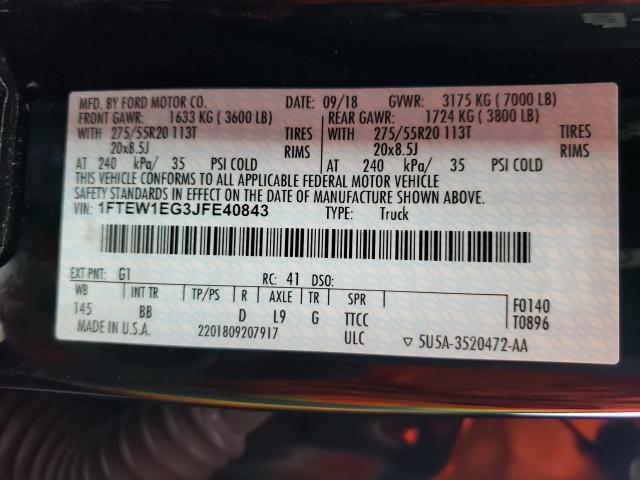 MFD. BY FORD MOTOR CO. DATE: 09/18 GVWR: 3175 KG ( 7000 LB)
FRONT GAWR: 1633 KG ( 3600 LB) REAR GAWR: 1724 KG ( 3800 LB)
WITH 275/55R20 113T TIRES WITH 275/55R20 113T TIRES
20x8.5J RIMS 20x8.5J RIMS
AT 240 kPa/ 35 PSI COLD AT 240 kPa/ 35 PSI COLD
THIS VEHICLE CONFORMS TO ALL APPLICABLE FEDERAL MOTOR VEHICLE
SAFETY STANDARDS IN EFFECT ON THE DATE OF MANUFACTURE SHOWN ABOVE.
VIN: 1FTEW1EG3JFE40843 TYPE: Truck
EXT PNT: G1 RC: 41 DSO:
WB INT TR TP/PS R AXLE TR SPR F0140
145 BB D L9 G TTCC T0896
MADE IN U.S.A. 2201809207917 ULC ▽ 5U5A-3520472-AA